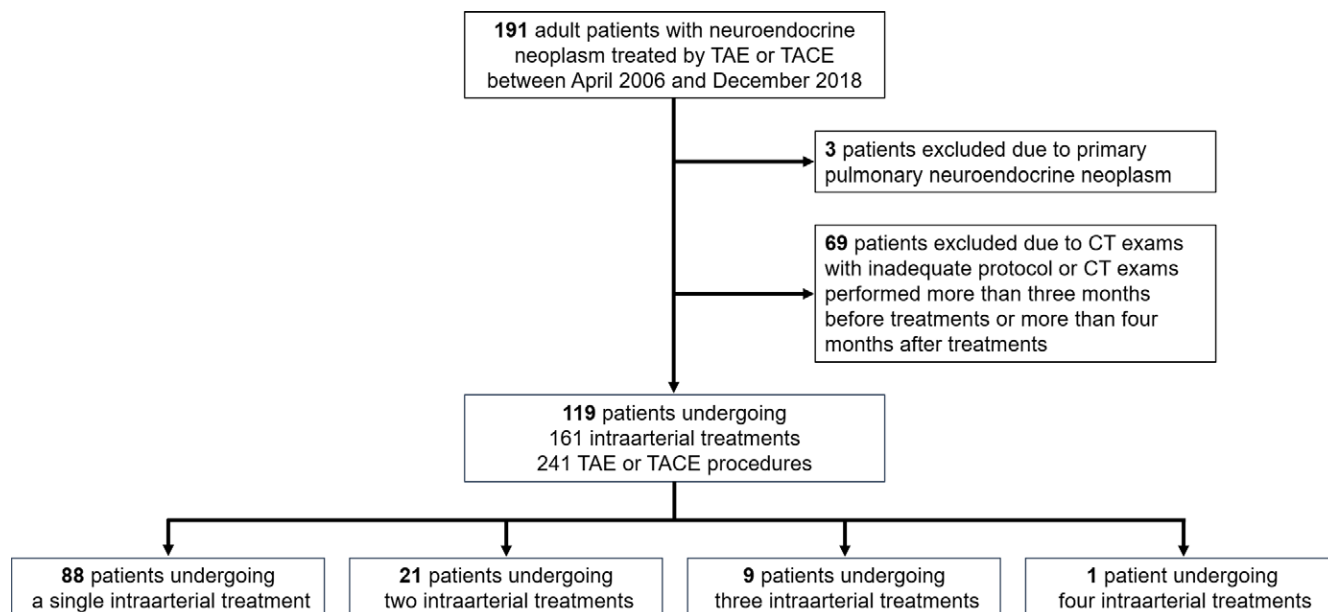 191 adult patients with neuroendocrine
neoplasm treated by TAE or TACE
between April 2006 and December 2018
3 patients excluded due to primary
pulmonary neuroendocrine neoplasm
69 patients excluded due to CT exams
with inadequate protocol or CT exams
performed more than three months
before treatments or more than four
months after treatments
119 patients undergoing
161 intraarterial treatments
241 TAE or TACE procedures
88 patients undergoing
a single intraarterial treatment
21 patients undergoing
two intraarterial treatments
9 patients undergoing
three intraarterial treatments
1 patient undergoing
four intraarterial treatments